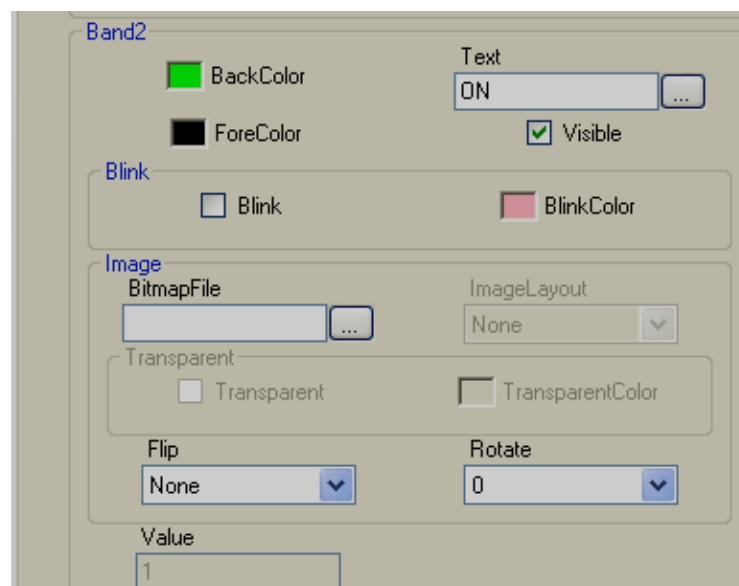 Band2
BackColor
Text
ON
...
ForeColor
Visible
Blink
Blink
BlinkColor
Image
BitmapFile
...
ImageLayout
None
Transparent
Transparent
TransparentColor
Flip
None
Rotate
0
Value
1